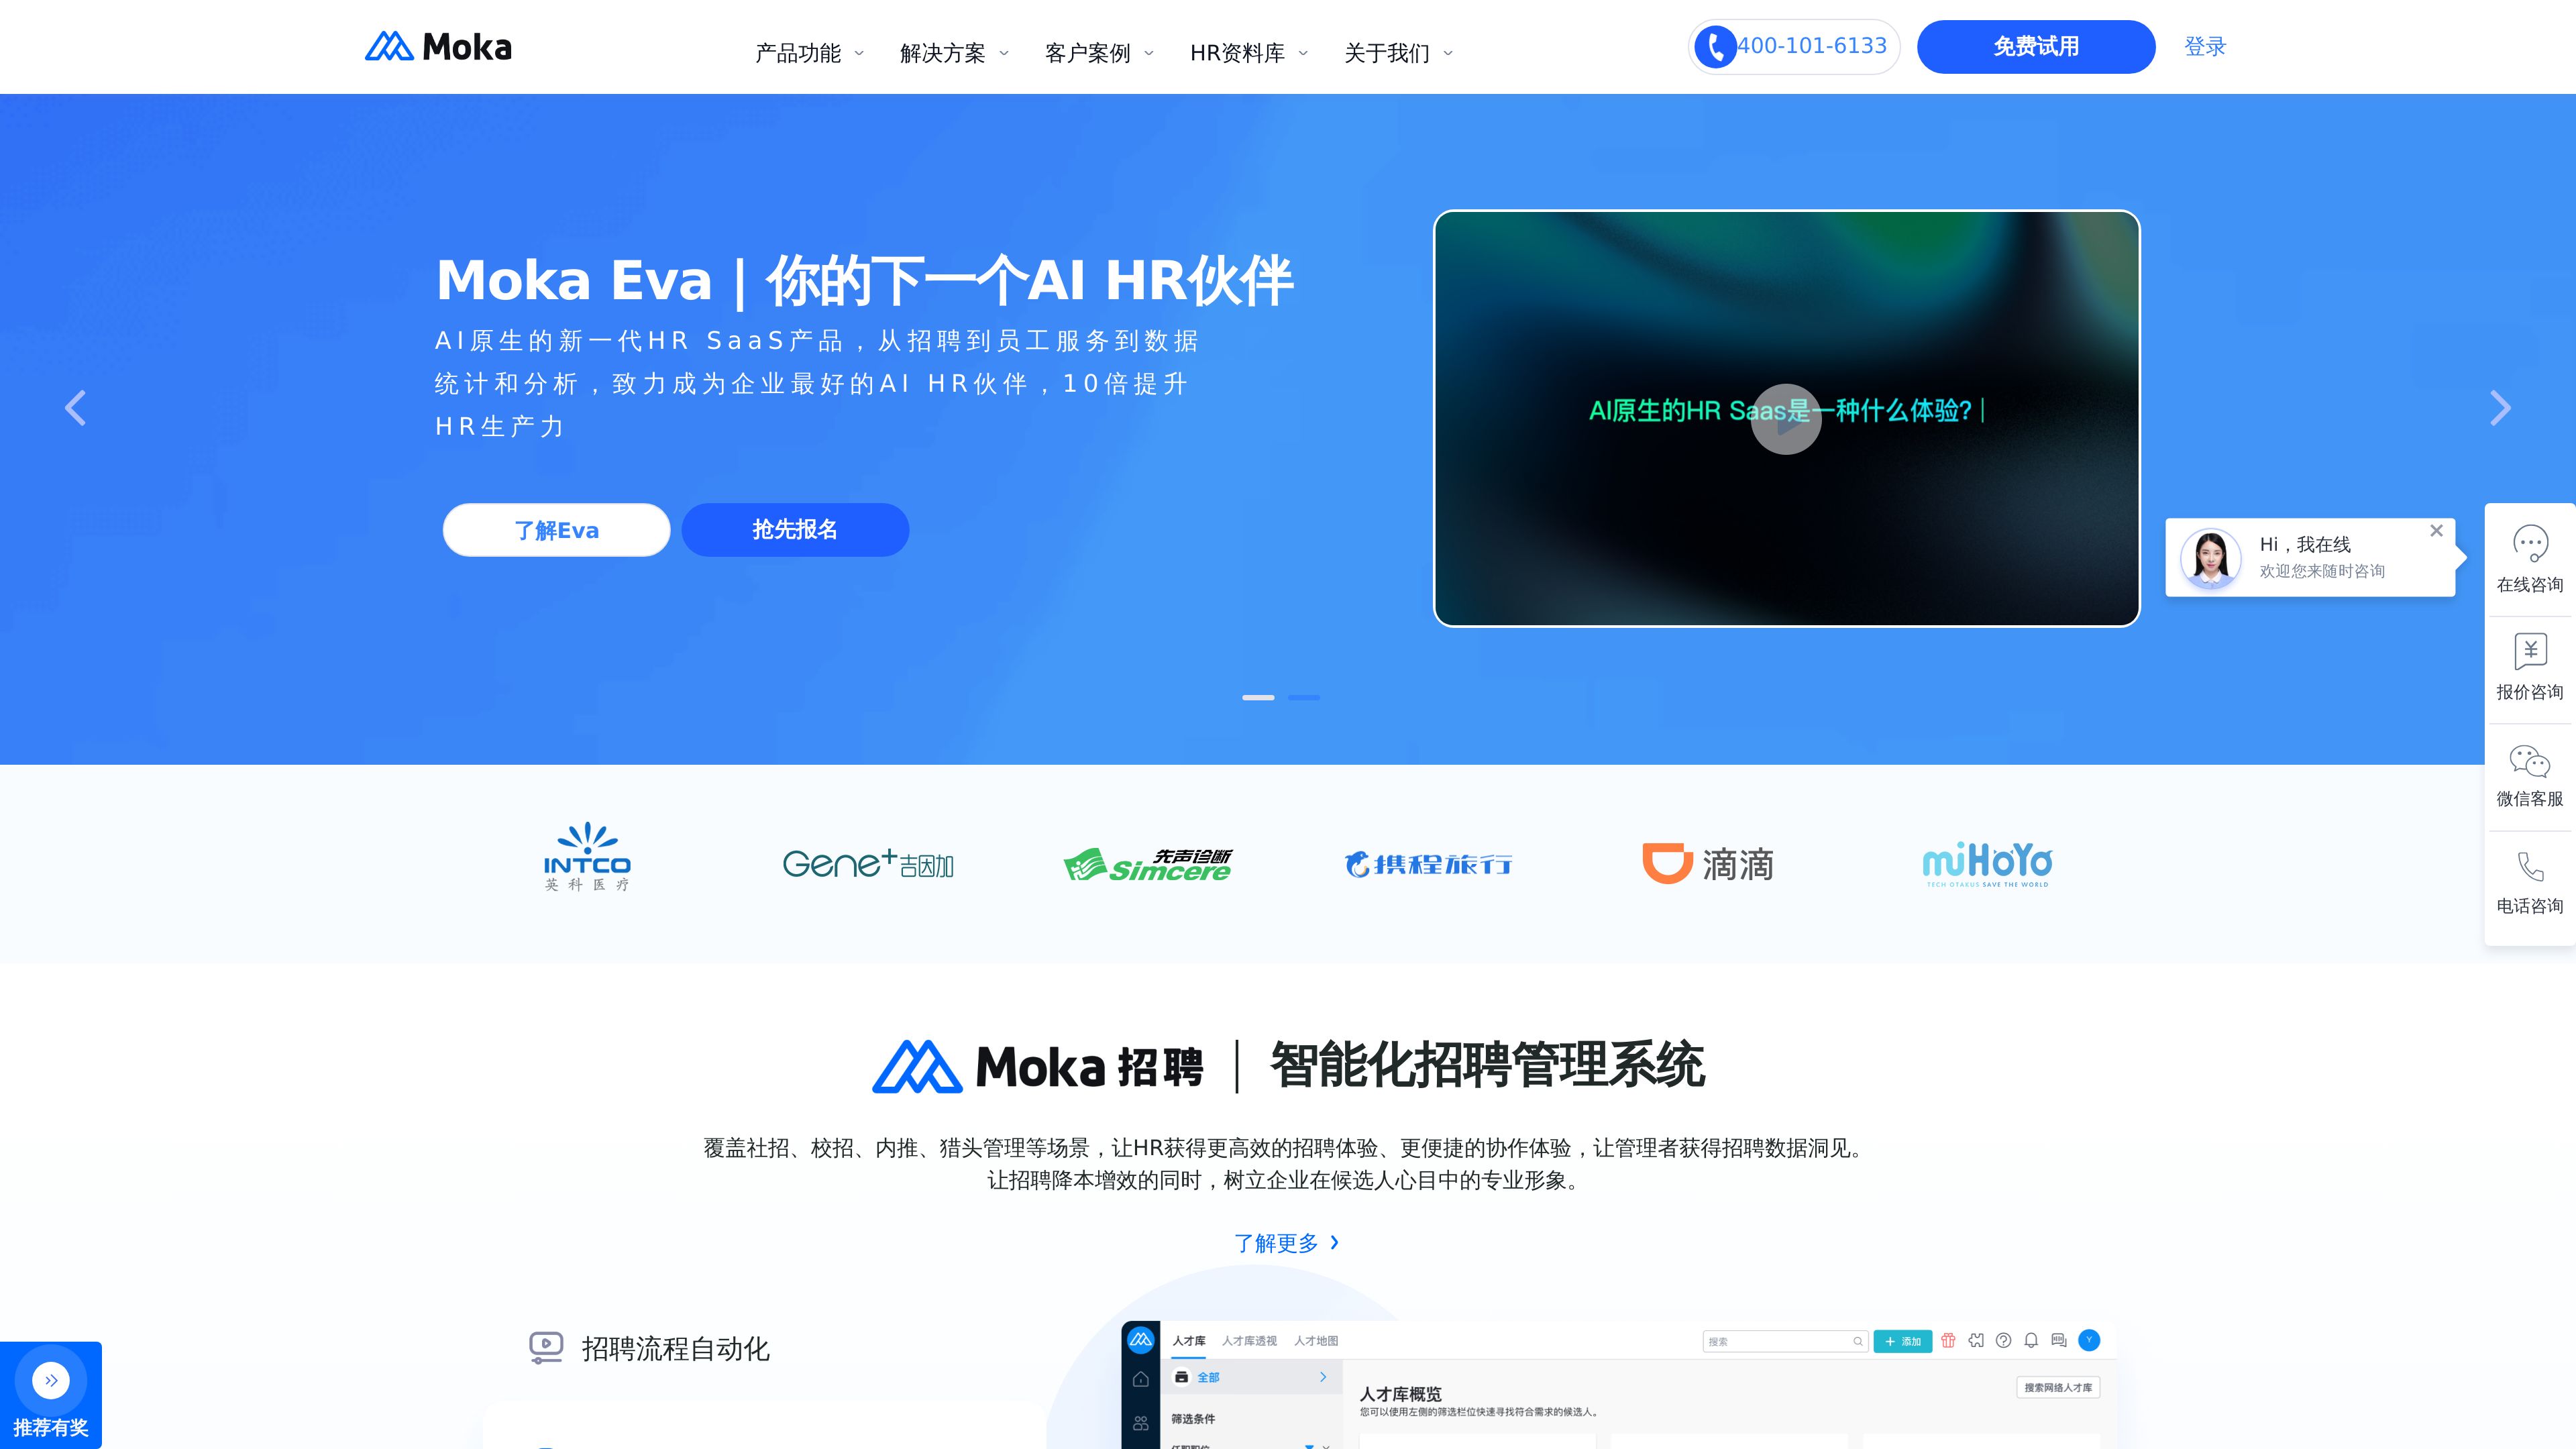 Moka
产品功能
解决方案
客户案例
HR资料库
关于我们
400-101-6133
免费试用
登录
Moka Eva｜你的下一个AI HR伙伴
AI原生的新一代HR SaaS产品，从招聘到员工服务到数据
统计和分析，致力成为企业最好的AI HR伙伴，10倍提升
HR生产力
了解Eva
抢先报名
AI原生的HR Saas是一种什么体验?
Hi，我在线
欢迎您来随时咨询
在线咨询
报价咨询
微信客服
电话咨询
INTCO
英科医疗
Gene+吉因加
先声诊断
Simcere
携程旅行
滴滴
miHoYo
TECH OTAKUS SAVE THE WORLD
Moka 招聘｜智能化招聘管理系统
覆盖社招、校招、内推、猎头管理等场景，让HR获得更高效的招聘体验、更便捷的协作体验，让管理者获得招聘数据洞见。
让招聘降本增效的同时，树立企业在候选人心目中的专业形象。
了解更多
招聘流程自动化
人才库
人才库透视
人才地图
搜索
添加
Y
全部
人才库概览
搜索网络人才库
您可以使用左侧的筛选栏位快速寻找符合需求的候选人。
筛选条件
推荐有奖